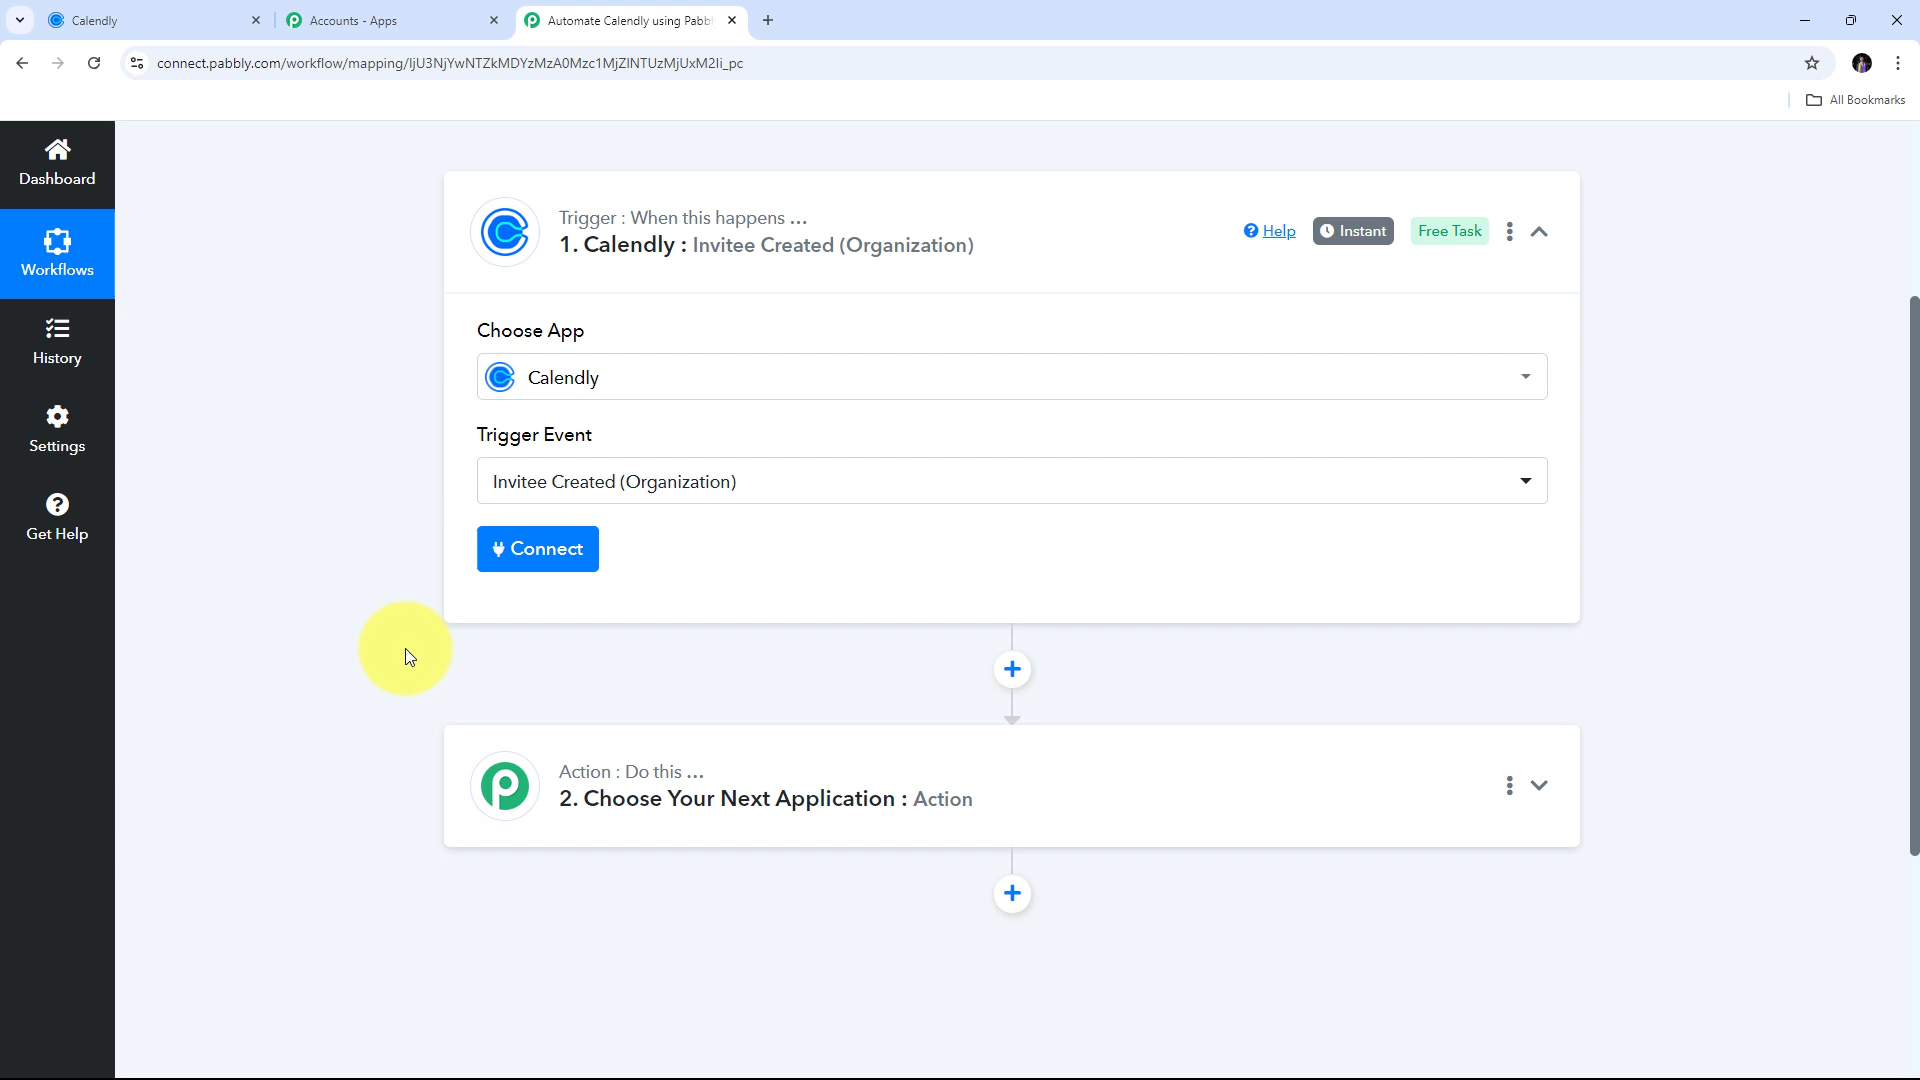 Calendly
Accounts - Apps
Automate Calendly using Pabbl
connect.pabbly.com/workflow/mapping/IjU3NjYwNTZkMDYzMzA0Mzc1MjZlNTUzMjUxM2Ii_pc
All Bookmarks
Dashboard
Workflows
History
Settings
Get Help
Trigger : When this happens ...
1. Calendly : Invitee Created (Organization)
Help
Instant
Free Task
Choose App
Calendly
Trigger Event
Invitee Created (Organization)
Connect
Action : Do this ...
2. Choose Your Next Application : Action